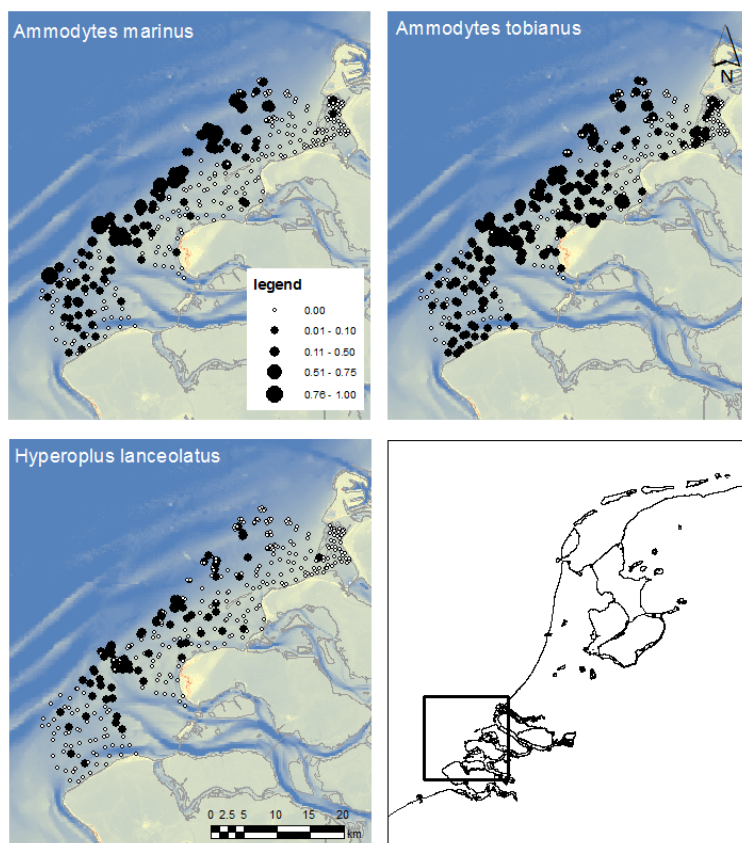 Ammodytes marinus
Ammodytes tobianus
N
legend
0.00
0.01 - 0.10
0.11 - 0.50
0.51 - 0.75
0.76 - 1.00
Hyperoplus lanceolatus
0 2.5 5 10 15 20
km